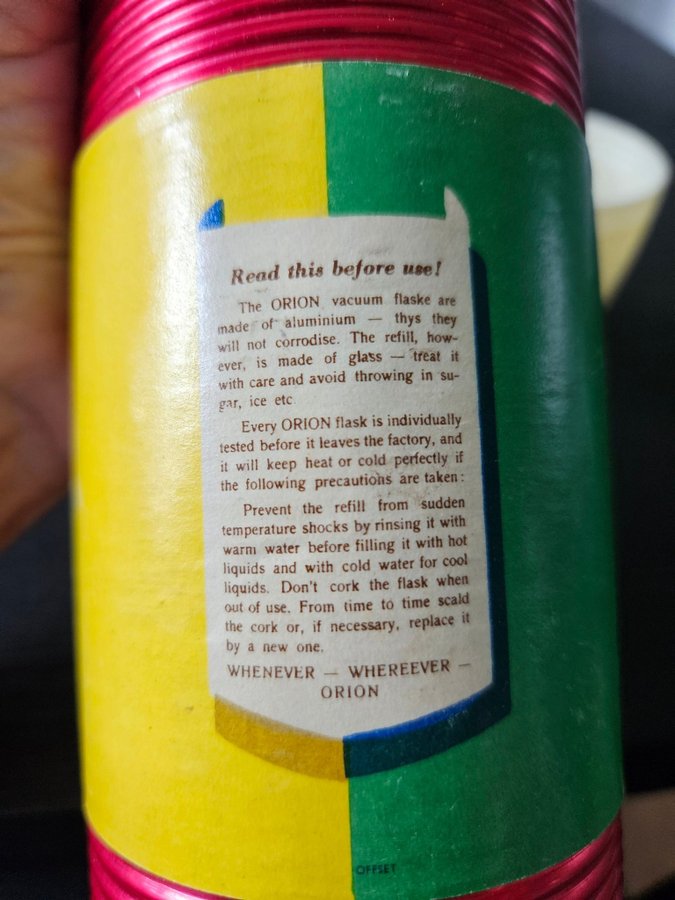 Read this before use!
The ORION vacuum flaske are
made of aluminium — thys they
will not corrodise. The refill, how-
ever, is made of glass — treat it
with care and avoid throwing in su-
gar, ice etc.
Every ORION flask is individually
tested before it leaves the factory, and
it will keep heat or cold perfectly if
the following precautions are taken:
Prevent the refill from sudden
temperature shocks by rinsing it with
warm water before filling it with hot
liquids and with cold water for cool
liquids. Don't cork the flask when
out of use. From time to time scald
the cork or, if necessary, replace it
by a new one.
WHENEVER — WHEREEVER —
ORION
OFFSET